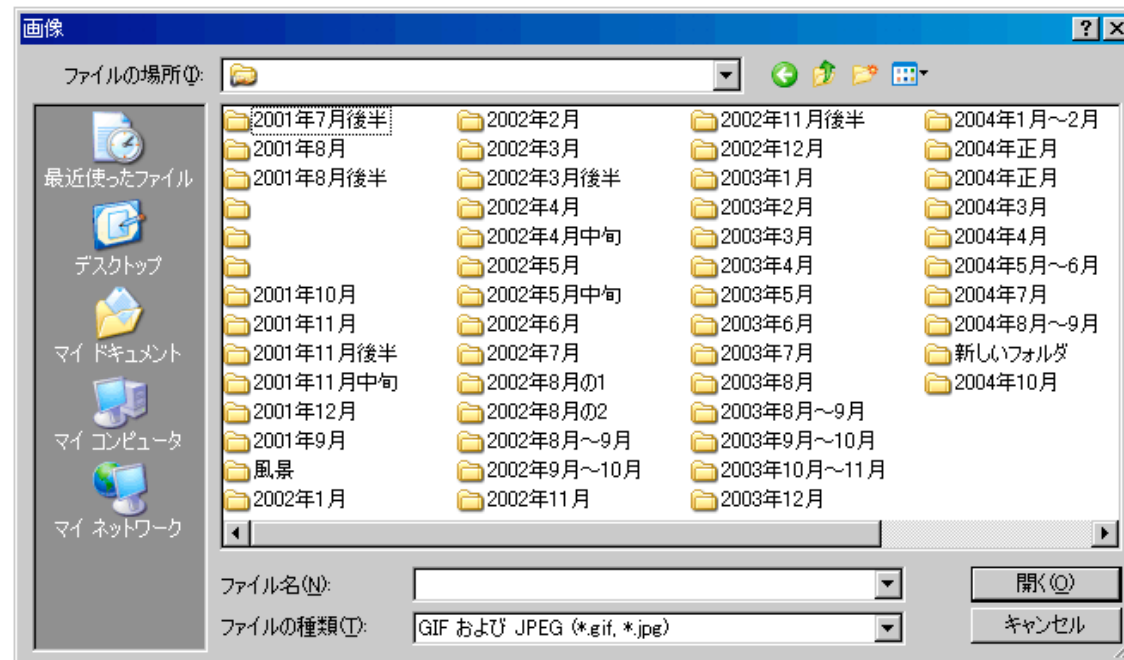 画像
ファイルの場所(I):
最近使ったファイル
デスクトップ
マイ ドキュメント
マイ コンピュータ
マイ ネットワーク
2001年7月後半
2001年8月
2001年8月後半
2001年10月
2001年11月
2001年11月後半
2001年11月中旬
2001年12月
2001年9月
風景
2002年1月
2002年2月
2002年3月
2002年3月後半
2002年4月
2002年4月中旬
2002年5月
2002年5月中旬
2002年6月
2002年7月
2002年8月の1
2002年8月の2
2002年8月～9月
2002年9月～10月
2002年11月
2002年11月後半
2002年12月
2003年1月
2003年2月
2003年3月
2003年4月
2003年5月
2003年6月
2003年7月
2003年8月
2003年8月～9月
2003年9月～10月
2003年10月～11月
2003年12月
2004年1月～2月
2004年正月
2004年正月
2004年3月
2004年4月
2004年5月～6月
2004年7月
2004年8月～9月
新しいフォルダ
2004年10月
ファイル名(N):
開く(O)
ファイルの種類(T):
GIF および JPEG (*.gif, *.jpg)
キャンセル